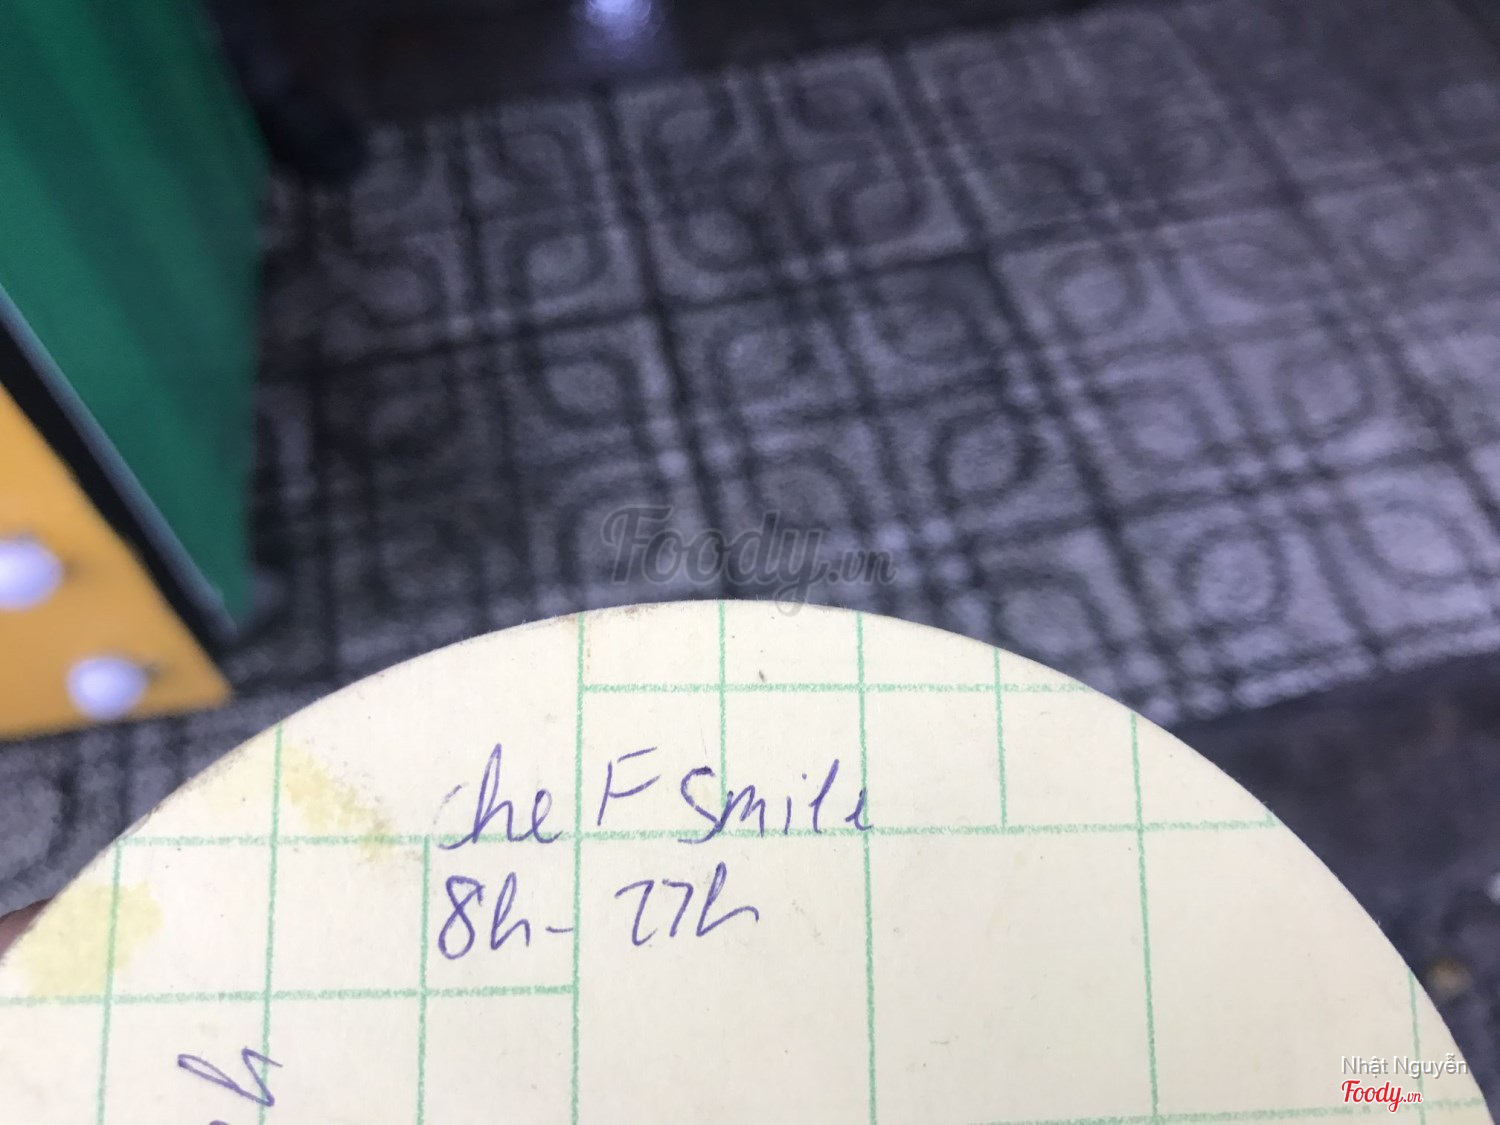 Foody.vn
Che F Smile
8h - 22h
Nhật Nguyễn
Foody.vn